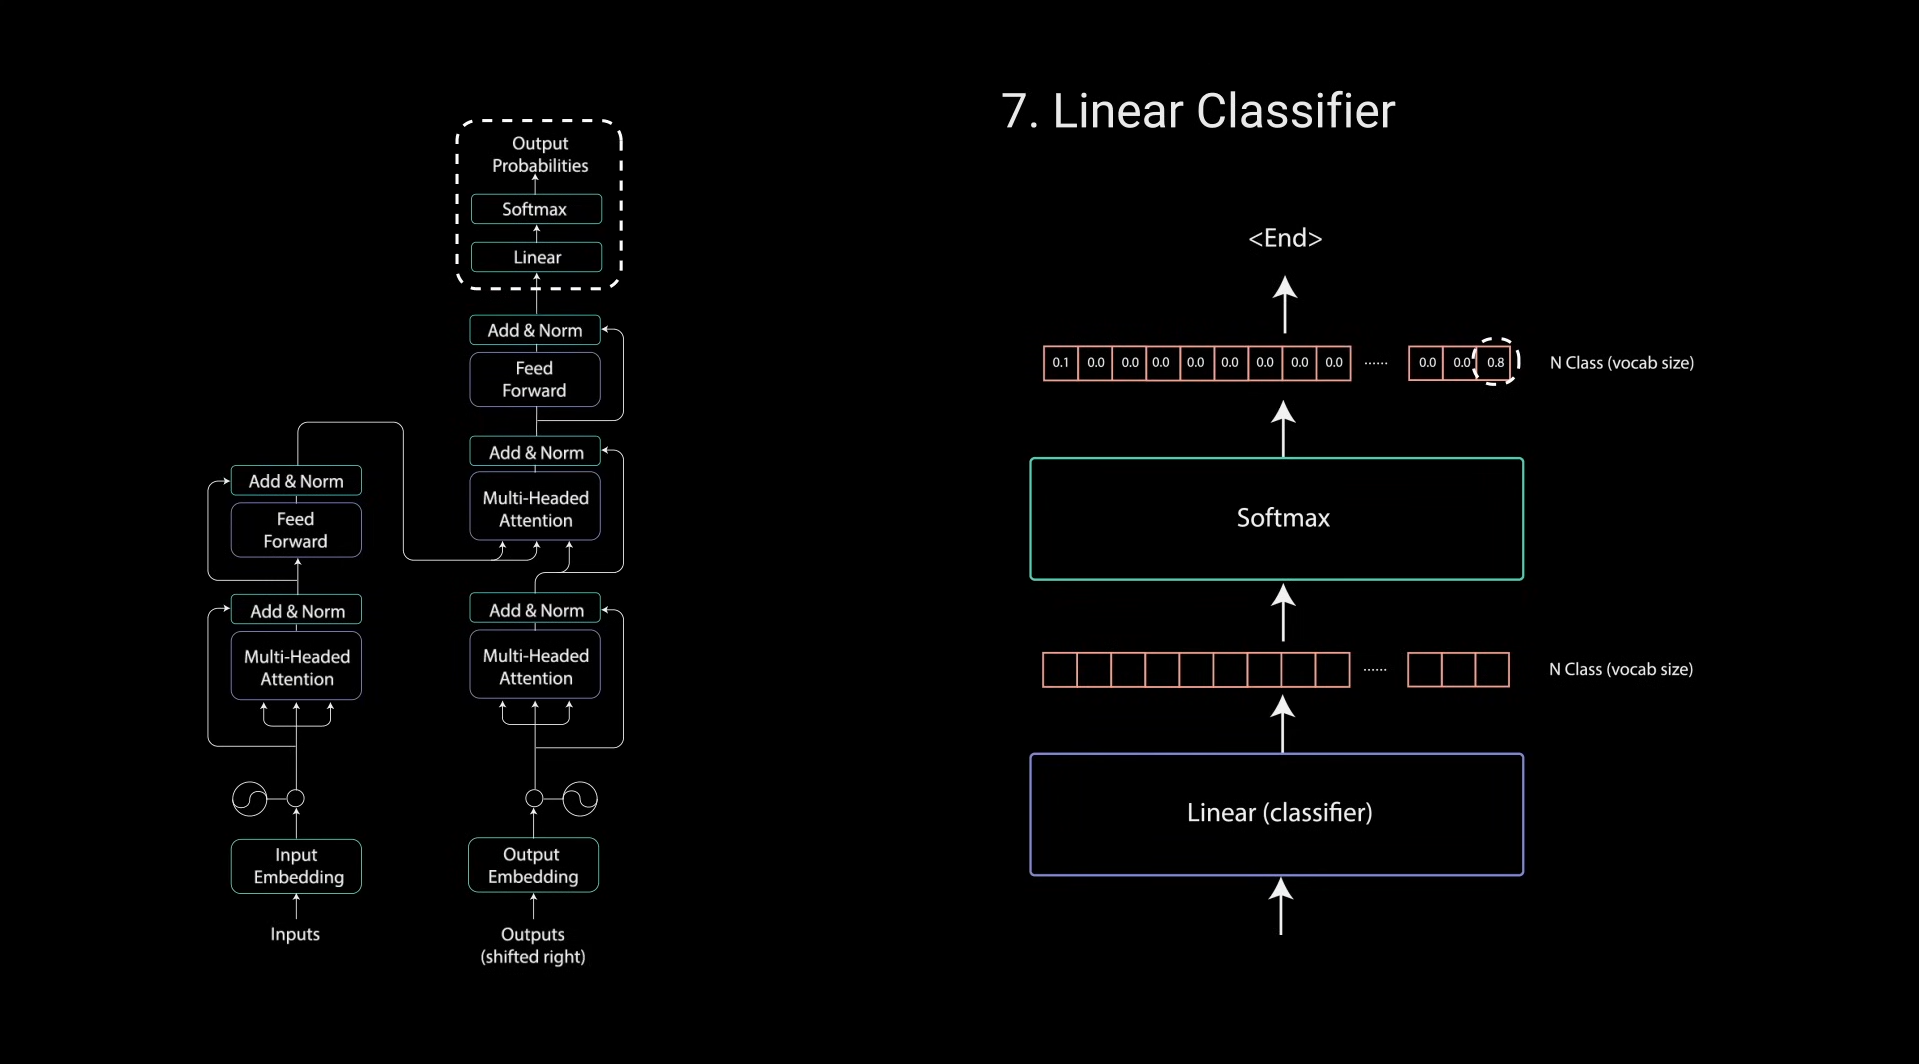 Output
Probabilities
Softmax
Linear
Add & Norm
Feed
Forward
Add & Norm
Multi-Headed
Attention
Add & Norm
Multi-Headed
Attention
Output
Embedding
Outputs
(shifted right)
Add & Norm
Feed
Forward
Add & Norm
Multi-Headed
Attention
Input
Embedding
Inputs
7. Linear Classifier
<End>
0.1 0.0 0.0 0.0 0.0 0.0 0.0 0.0 0.0 ...... 0.0 0.0 0.8 N Class (vocab size)
Softmax
...... N Class (vocab size)
Linear (classifier)